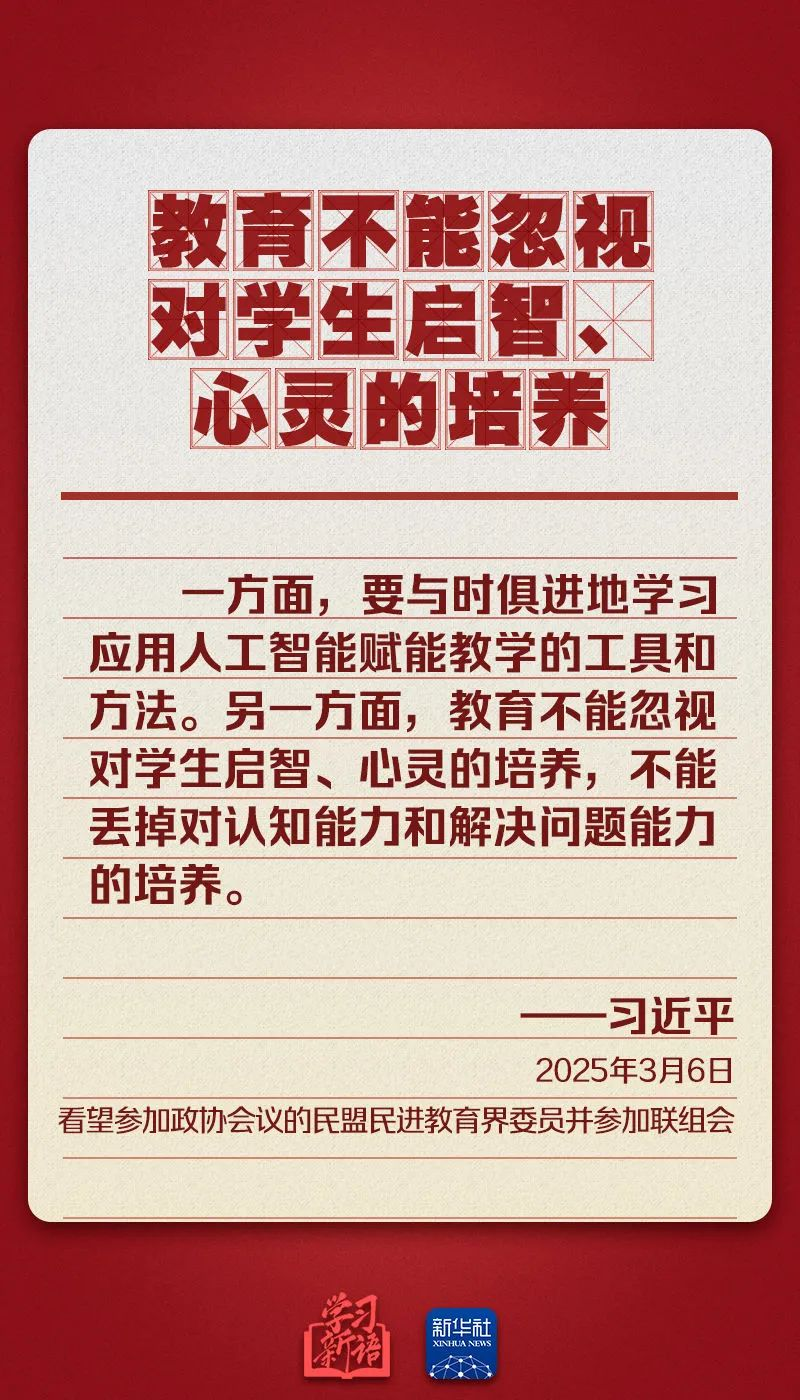 教育不能忽视
对学生启智、
心灵的培养
一方面，要与时俱进地学习
应用人工智能赋能教学的工具和
方法。另一方面，教育不能忽视
对学生启智、心灵的培养，不能
丢掉对认知能力和解决问题能力
的培养。
——习近平
2025年3月6日
看望参加政协会议的民盟民进教育界委员并参加联组会
学习
新语
新华社
XINHUA NEWS